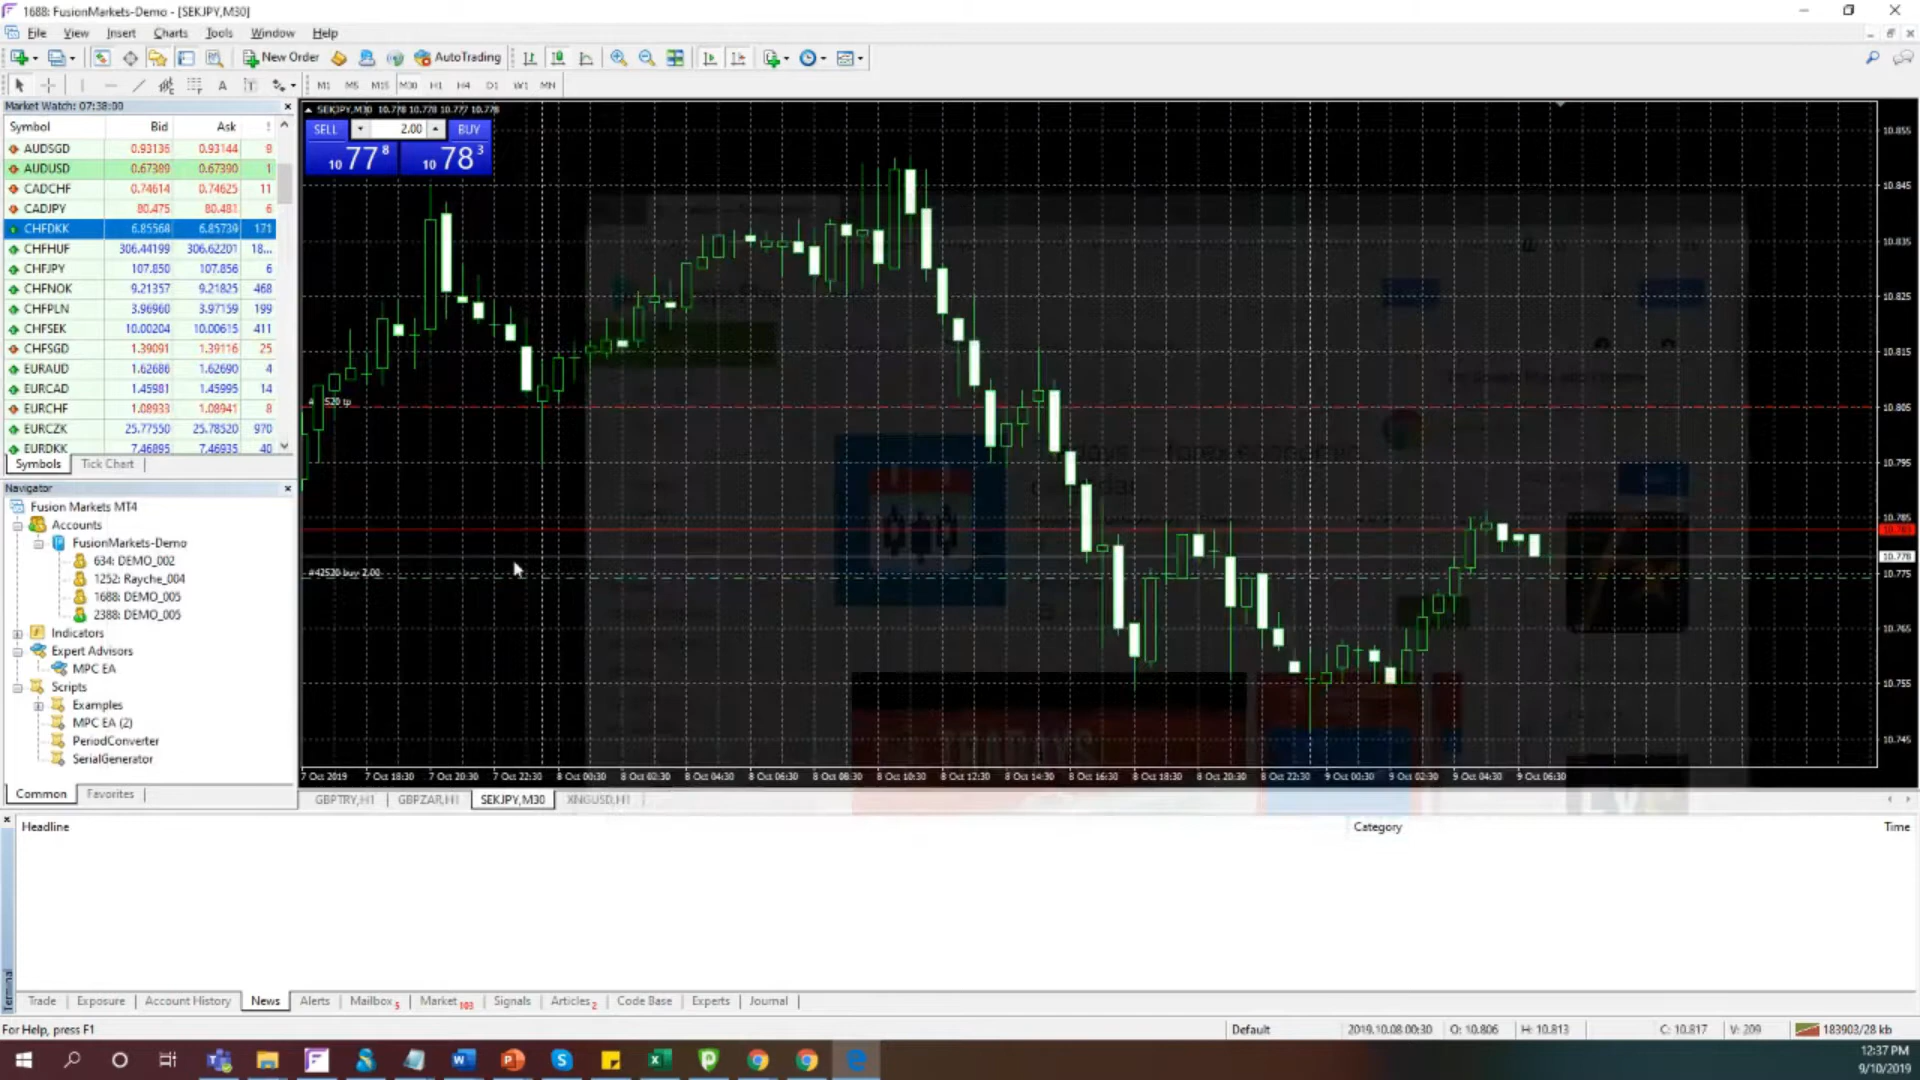 1688: FusionMarkets-Demo - [SEKJPY,M30]
File View Insert Charts Tools Window Help
New Order AutoTrading
M1 M5 M15 M30 H1 H4 D1 W1 MN
Market Watch: 07:38:00
Symbol Bid Ask !
AUDSGD 0.93136 0.93144 9
AUDUSD 0.67389 0.67390 1
CADCHF 0.74614 0.74625 11
CADJPY 80.475 80.481 6
CHFDKK 6.85568 6.85739 171
CHFHUF 306.44199 306.62201 18...
CHFJPY 107.850 107.856 6
CHFNOK 9.21357 9.21825 468
CHFPLN 3.96960 3.97159 199
CHFSEK 10.00204 10.00615 411
CHFSGD 1.39091 1.39116 25
EURAUD 1.62686 1.62690 4
EURCAD 1.45981 1.45995 14
EURCHF 1.08933 1.08941 8
EURCZK 25.77550 25.78520 970
EURDKK 7.46895 7.46935 40
Symbols Tick Chart
Navigator
Fusion Markets MT4
Accounts
FusionMarkets-Demo
634: DEMO_002
1252: Rayche_004
1688: DEMO_005
2388: DEMO_005
Indicators
Expert Advisors
MPC EA
Scripts
Examples
MPC EA (2)
PeriodConverter
SerialGenerator
Common Favorites
SEKJPY,M30 10.778 10.778 10.777 10.778
SELL 2.00 BUY
10 77 8 10 78 3
520 tp
#42520 buy 2.00
10.855
10.845
10.835
10.825
10.815
10.805
10.795
10.785
10.778
10.775
10.765
10.755
10.745
7 Oct 2019 7 Oct 18:30 7 Oct 20:30 7 Oct 22:30 8 Oct 00:30 8 Oct 02:30 8 Oct 04:30 8 Oct 06:30 8 Oct 08:30 8 Oct 10:30 8 Oct 12:30 8 Oct 14:30 8 Oct 16:30 8 Oct 18:30 8 Oct 20:30 8 Oct 22:30 9 Oct 00:30 9 Oct 02:30 9 Oct 04:30 9 Oct 06:30
GBPTRY,H1 GBPZAR,H1 SEKJPY,M30 XNGUSD,H1
Headline Category Time
Terminal
Trade Exposure Account History News Alerts Mailbox 5 Market 103 Signals Articles 2 Code Base Experts Journal
For Help, press F1 Default 2019.10.08 00:30 O: 10.806 H: 10.813 C: 10.817 V: 209 183903/28 kb
12:37 PM
9/10/2019